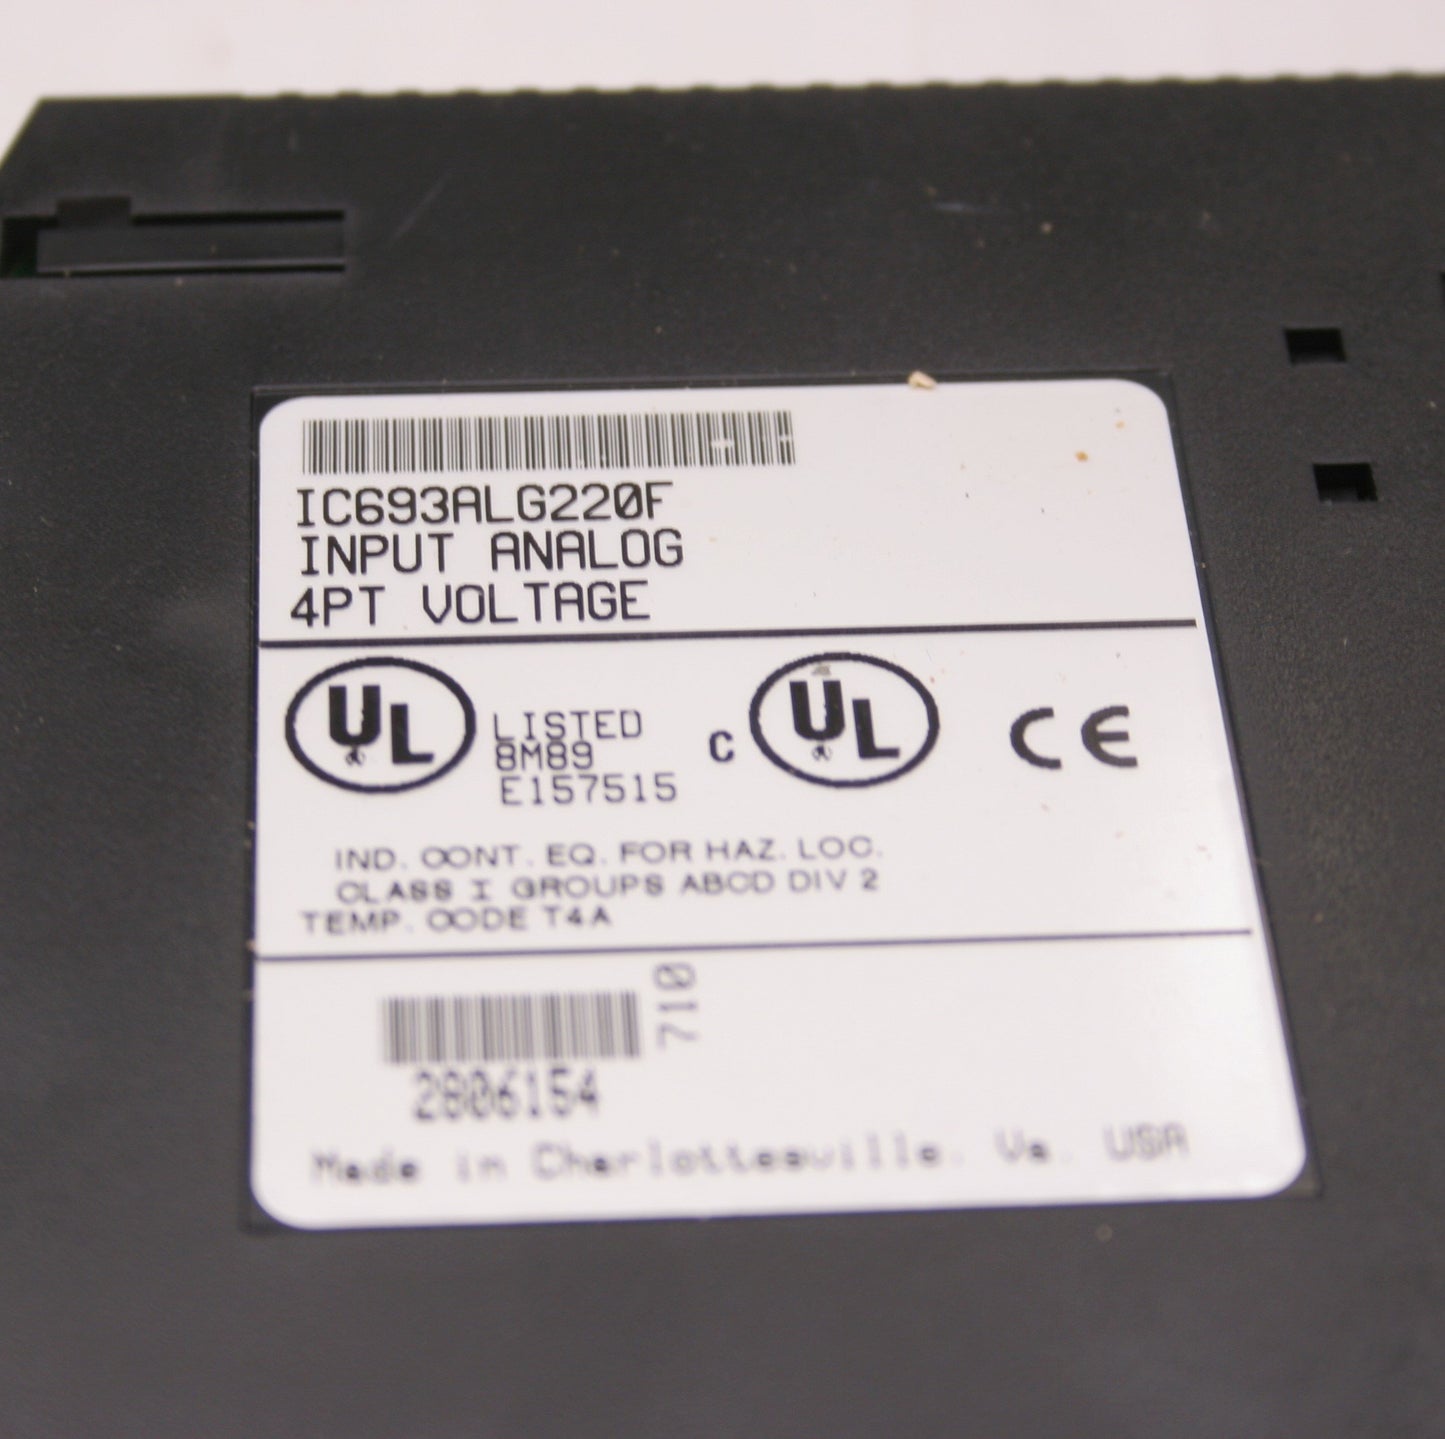 IC693ALG220F
INPUT ANALOG
4PT VOLTAGE
UL LISTED
8M89
E157515
C UL CE
IND. CONT. EQ. FOR HAZ. LOC.
CLASS I GROUPS ABCD DIV 2
TEMP. CODE T4A
710
2806154
Made in Charlottesville. Va. USA